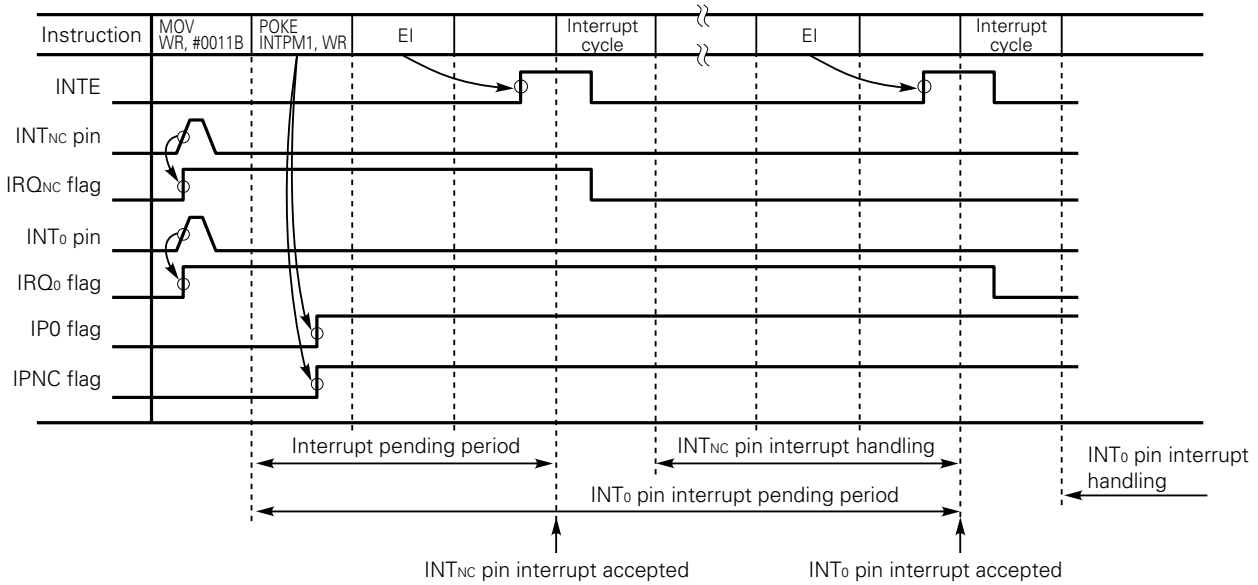 Instruction
MOV
WR, #0011B
POKE
INTPM1, WR
EI
Interrupt
cycle
EI
Interrupt
cycle
INTE
INTNC pin
IRQNC flag
INT0 pin
IRQ0 flag
IP0 flag
IPNC flag
Interrupt pending period
INTNC pin interrupt handling
INT0 pin interrupt
handling
INT0 pin interrupt pending period
INTNC pin interrupt accepted
INT0 pin interrupt accepted